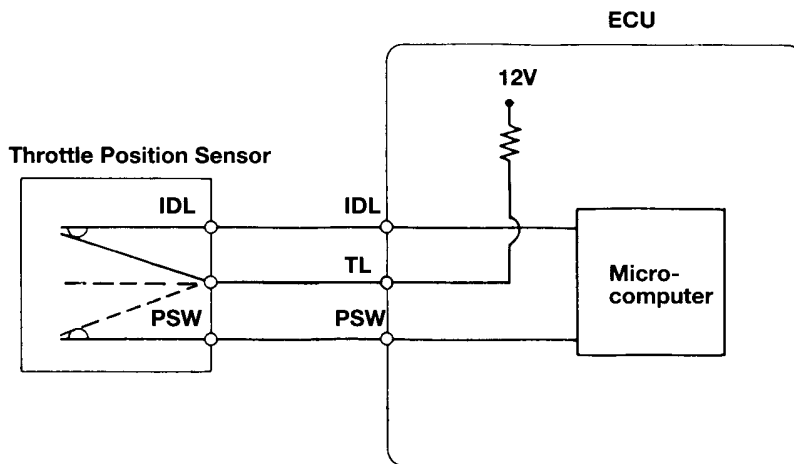 ECU
12V
Throttle Position Sensor
IDL
IDL
TL
PSW
PSW
Micro-
computer